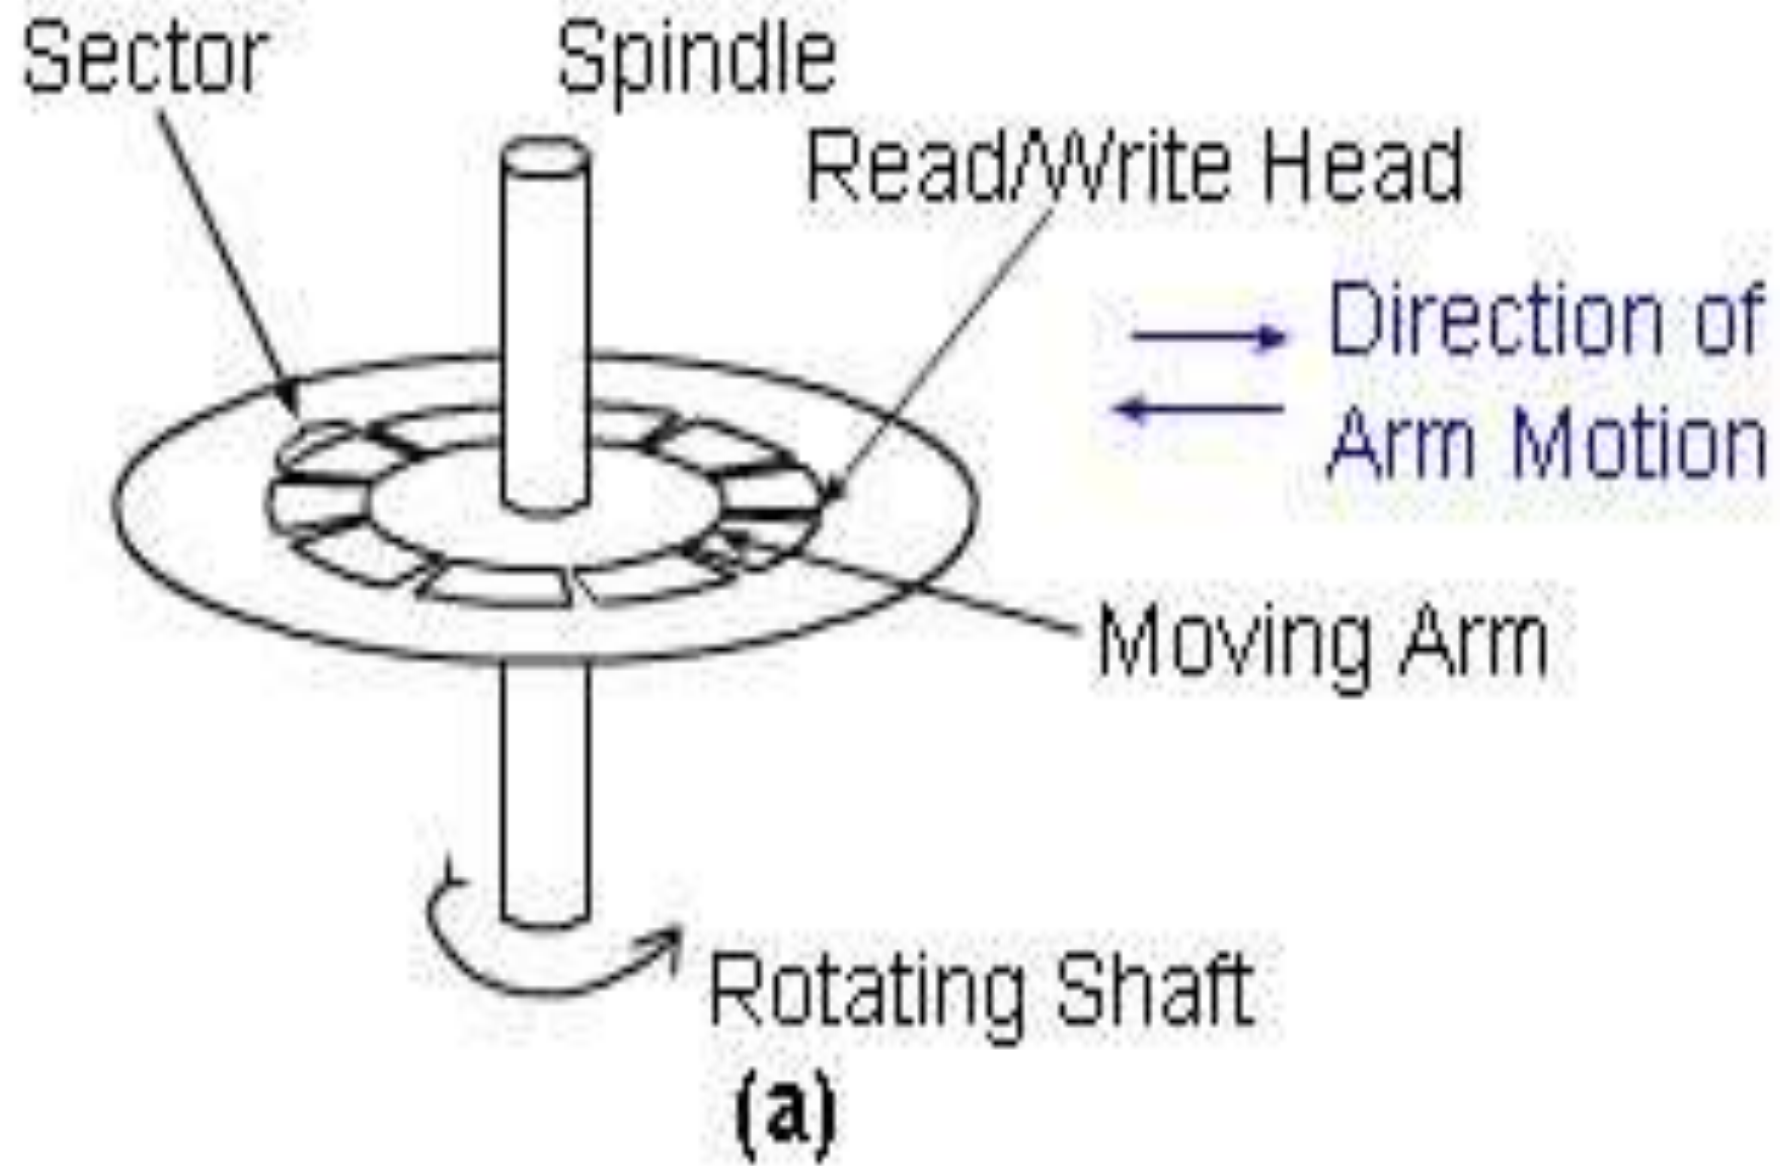 Sector
Spindle
Read/Write Head
Direction of
Arm Motion
Moving Arm
Rotating Shaft
(a)